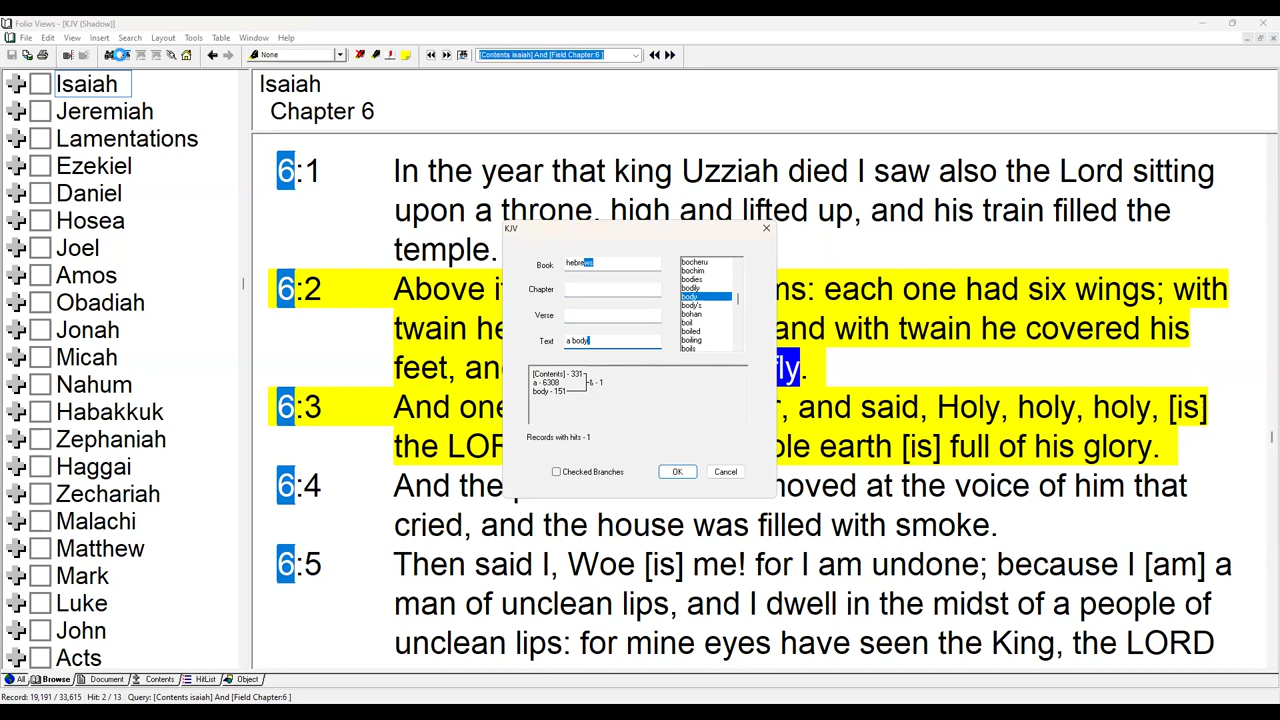 Folio Views - [KJV (Shadow)]
File Edit View Insert Search Layout Tools Table Window Help
None
[Contents isaiah] And [Field Chapter:6 ]
Isaiah
Jeremiah
Lamentations
Ezekiel
Daniel
Hosea
Joel
Amos
Obadiah
Jonah
Micah
Nahum
Habakkuk
Zephaniah
Haggai
Zechariah
Malachi
Matthew
Mark
Luke
John
Acts
Isaiah
Chapter 6
6:1 In the year that king Uzziah died I saw also the Lord sitting
upon a throne, high and lifted up, and his train filled the
temple.
6:2 Above i ms: each one had six wings; with
twain he and with twain he covered his
feet, an fly.
6:3 And one , and said, Holy, holy, holy, [is]
the LOR ole earth [is] full of his glory.
6:4 And the moved at the voice of him that
cried, and the house was filled with smoke.
6:5 Then said I, Woe [is] me! for I am undone; because I [am] a
man of unclean lips, and I dwell in the midst of a people of
unclean lips: for mine eyes have seen the King, the LORD
KJV
Book hebrews
Chapter
Verse
Text a body
bocheru
bochim
bodies
bodily
body
body's
bohan
boil
boiled
boiling
boils
[Contents] - 331
a - 6308 & - 1
body - 151
Records with hits - 1
Checked Branches OK Cancel
All Browse Document Contents HitList Object
Record: 19,191 / 33,615 Hit: 2 / 13 Query: [Contents isaiah] And [Field Chapter:6 ]